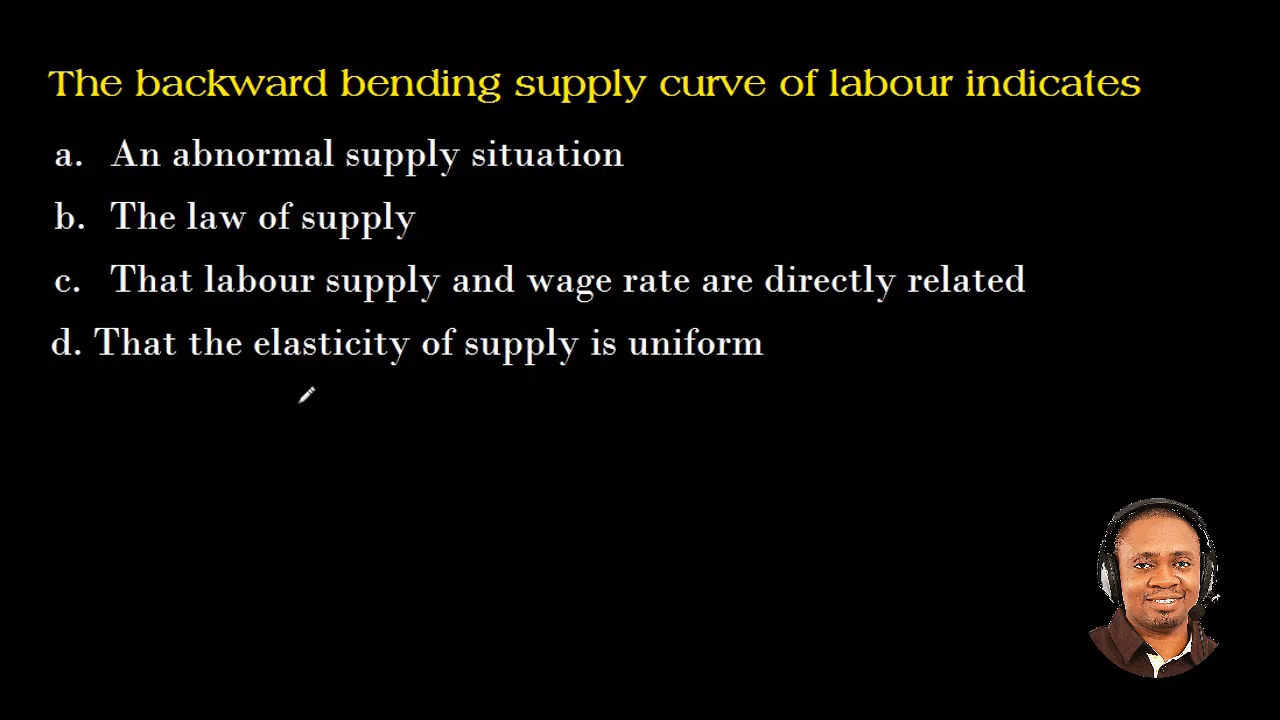 The backward bending supply curve of labour indicates
a. An abnormal supply situation
b. The law of supply
c. That labour supply and wage rate are directly related
d. That the elasticity of supply is uniform